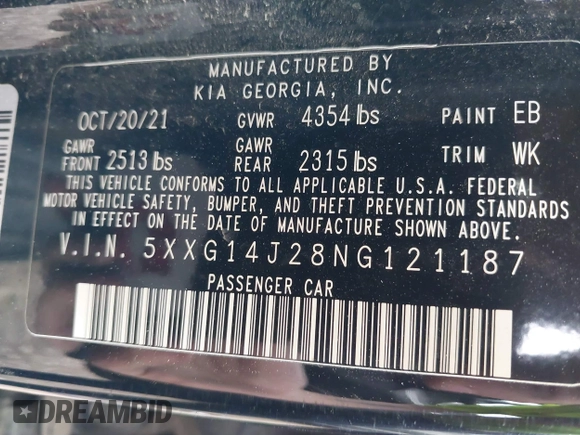 MANUFACTURED BY
KIA GEORGIA, INC.
OCT/20/21 GVWR 4354 lbs PAINT EB
GAWR FRONT 2513 lbs GAWR REAR 2315 lbs TRIM WK
THIS VEHICLE CONFORMS TO ALL APPLICABLE U.S.A. FEDERAL
MOTOR VEHICLE SAFETY, BUMPER, AND THEFT PREVENTION STANDARDS
IN EFFECT ON THE DATE OF MANUFACTURE SHOWN ABOVE.
V.I.N. 5XXG14J28NG121187
PASSENGER CAR
DREAMBID